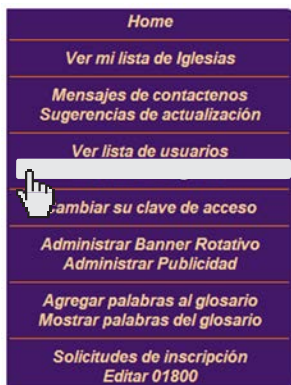 Home
Ver mi lista de Iglesias
Mensajes de contactenos
Sugerencias de actualización
Ver lista de usuarios
Cambiar su clave de acceso
Administrar Banner Rotativo
Administrar Publicidad
Agregar palabras al glosario
Mostrar palabras del glosario
Solicitudes de inscripción
Editar 01800